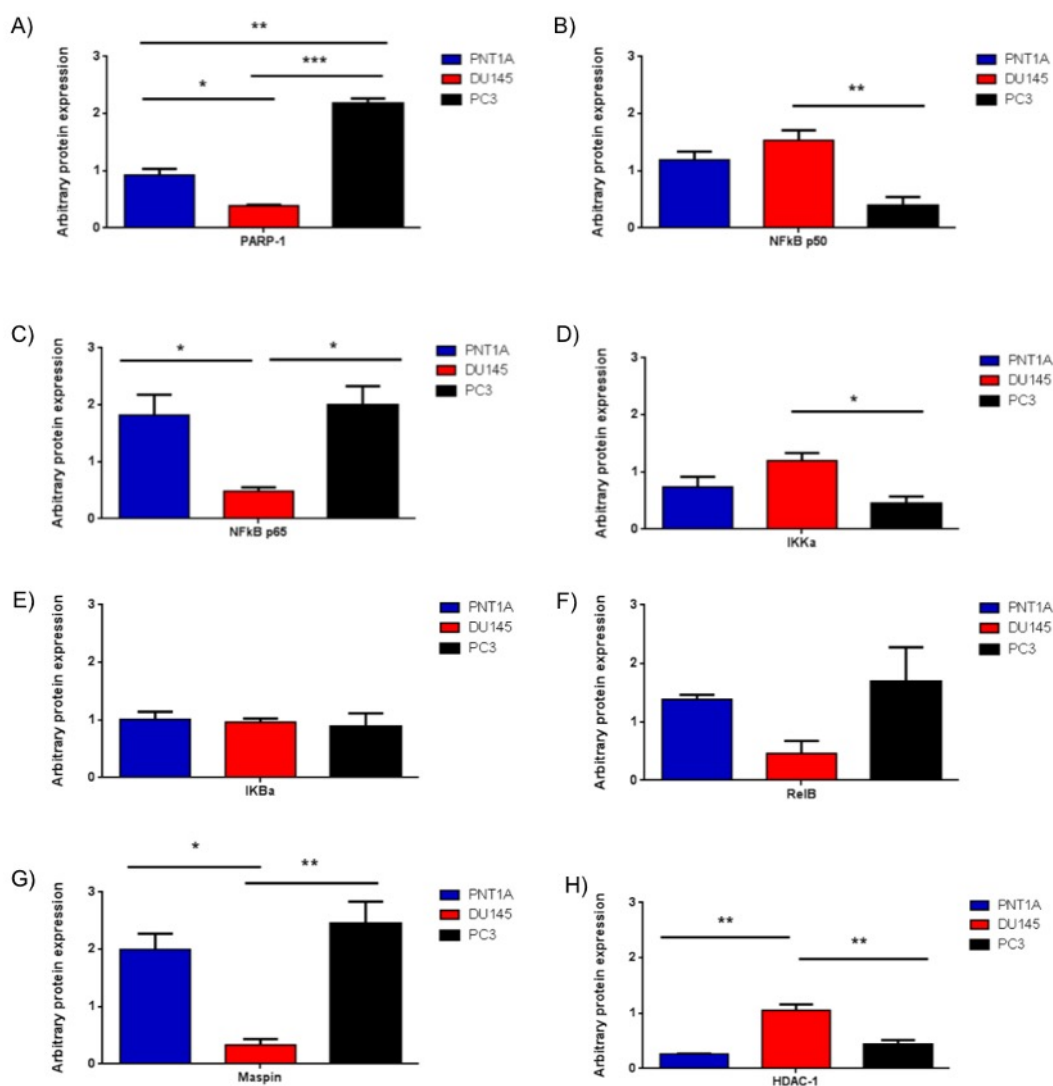 A)
**
***
*
Arbitrary protein expression
3
2
1
0
PARP-1
PNT1A
DU145
PC3
B)
**
Arbitrary protein expression
3
2
1
0
NFkB p50
PNT1A
DU145
PC3
C)
*
*
Arbitrary protein expression
3
2
1
0
NFkB p65
PNT1A
DU145
PC3
D)
*
Arbitrary protein expression
3
2
1
0
IKKa
PNT1A
DU145
PC3
E)
Arbitrary protein expression
3
2
1
0
IKBa
PNT1A
DU145
PC3
F)
Arbitrary protein expression
3
2
1
0
RelB
PNT1A
DU145
PC3
G)
*
**
Arbitrary protein expression
3
2
1
0
Maspin
PNT1A
DU145
PC3
H)
**
**
Arbitrary protein expression
3
2
1
0
HDAC-1
PNT1A
DU145
PC3